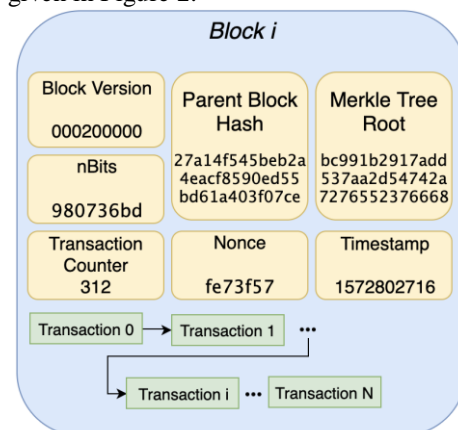 given in Figure 2.
Block i
Block Version
000200000
Parent Block
Hash
27a14f545beb2a
4eacf8590ed55
bd61a403f07ce
Merkle Tree
Root
bc991b2917add
537aa2d54742a
7276552376668
nBits
980736bd
Transaction
Counter
312
Nonce
fe73f57
Timestamp
1572802716
Transaction 0
Transaction 1
...
Transaction i
...
Transaction N